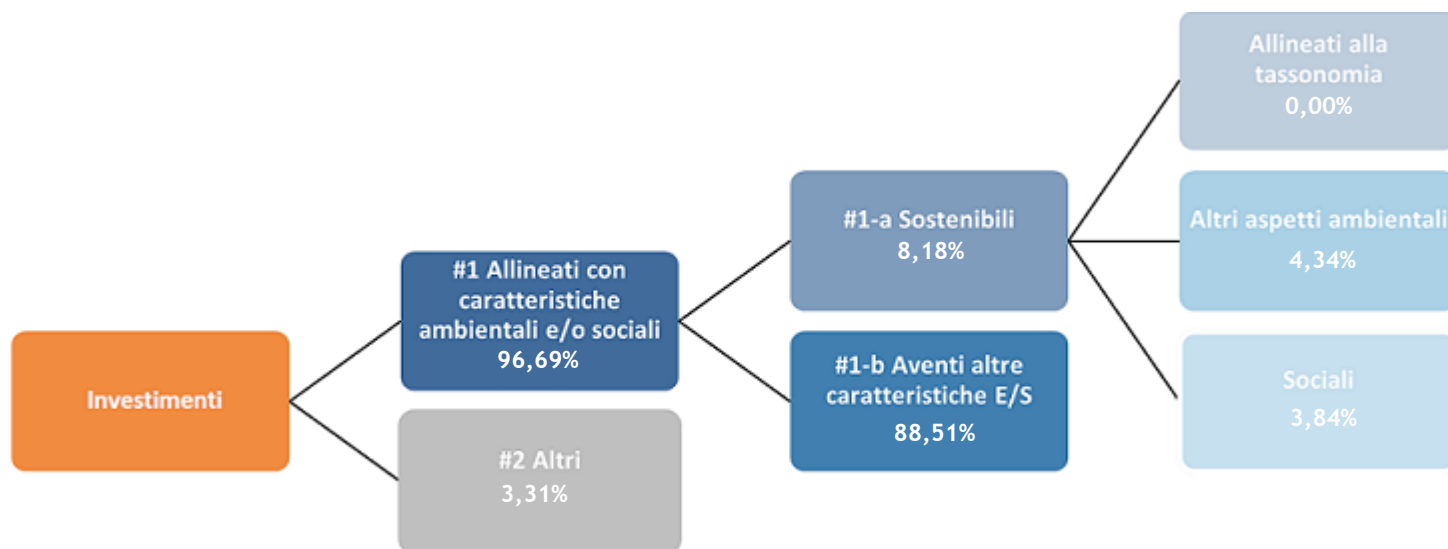 Investimenti
#1 Allineati con
caratteristiche
ambientali e/o sociali
96,69%
#2 Altri
3,31%
#1-a Sostenibili
8,18%
#1-b Aventi altre
caratteristiche E/S
88,51%
Allineati alla
tassonomia
0,00%
Altri aspetti ambientali
4,34%
Sociali
3,84%